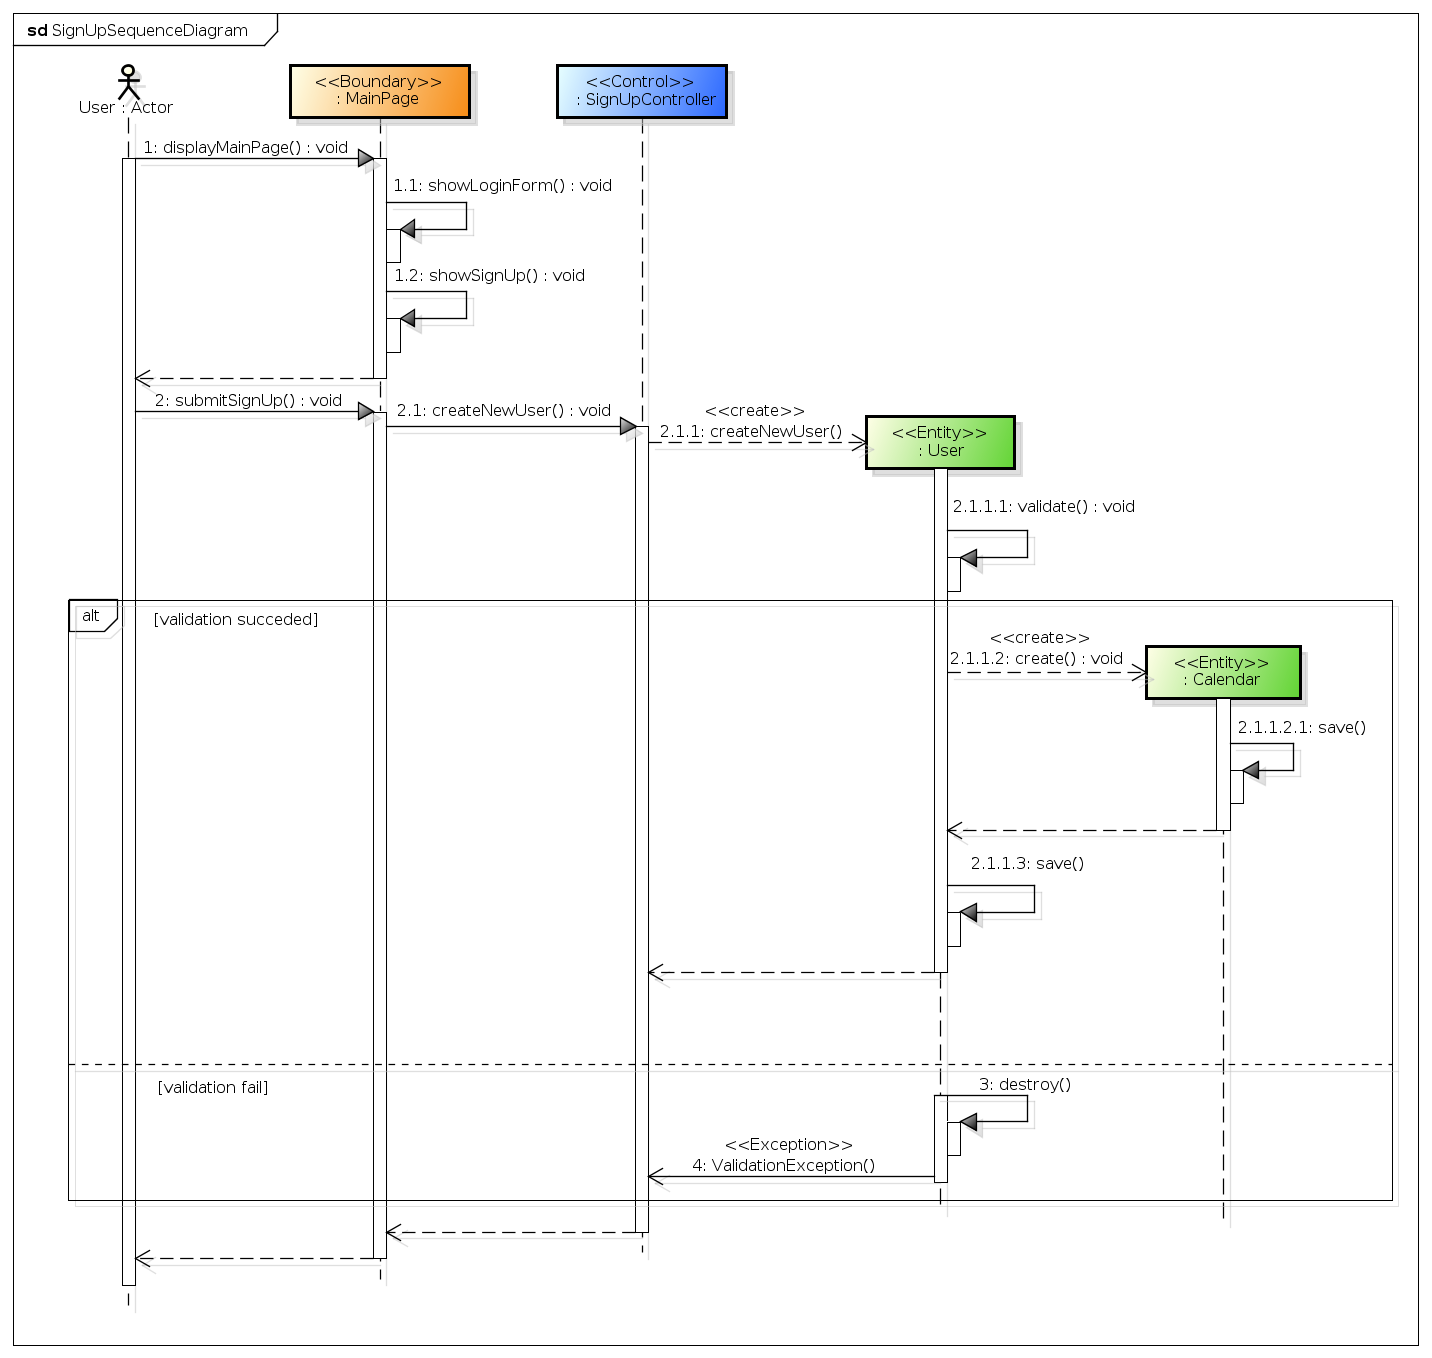 sd SignUpSequenceDiagram
User : Actor
<<Boundary>>
: MainPage
<<Control>>
: SignUpController
1: displayMainPage() : void
1.1: showLoginForm() : void
1.2: showSignUp() : void
2: submitSignUp() : void
2.1: createNewUser() : void
<<create>>
2.1.1: createNewUser()
<<Entity>>
: User
2.1.1.1: validate() : void
alt
[validation succeded]
<<create>>
2.1.1.2: create() : void
<<Entity>>
: Calendar
2.1.1.2.1: save()
2.1.1.3: save()
[validation fail]
3: destroy()
<<Exception>>
4: ValidationException()